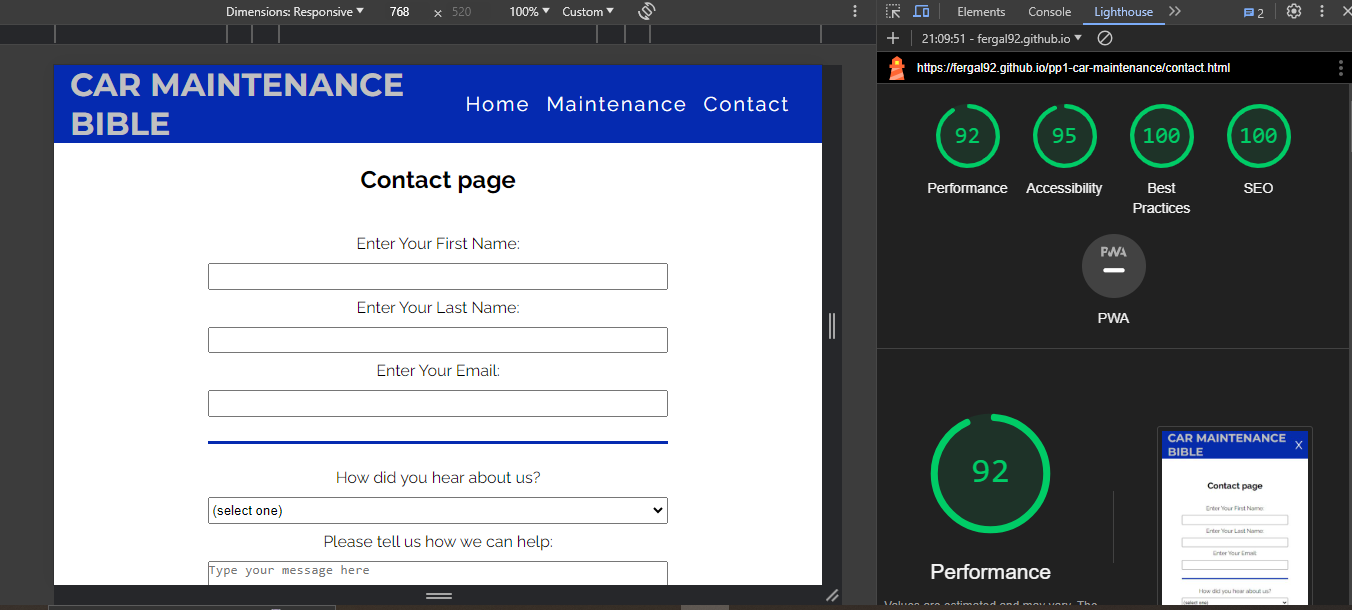 Dimensions: Responsive 768 × 520 100% Custom
Elements Console Lighthouse 2
21:09:51 - fergal92.github.io
https://fergal92.github.io/pp1-car-maintenance/contact.html
CAR MAINTENANCE
BIBLE
Home Maintenance Contact
Contact page
Enter Your First Name:
Enter Your Last Name:
Enter Your Email:
How did you hear about us?
(select one)
Please tell us how we can help:
Type your message here
92 95 100 100
Performance Accessibility Best
Practices SEO
PWA
PWA
92
Performance
Values are estimated and may vary. The
CAR MAINTENANCE
BIBLE
X
Contact page
Enter Your First Name:
Enter Your Last Name:
Enter Your Email:
How did you hear about us?
(select one)